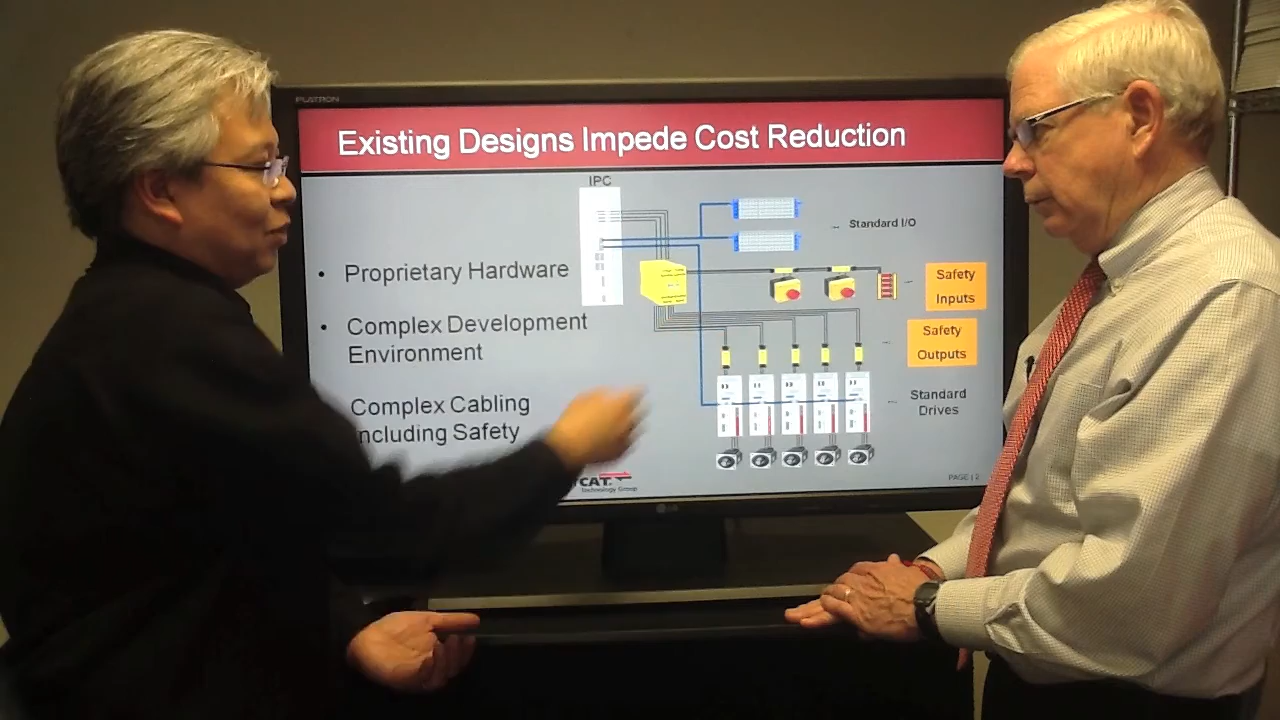 Existing Designs Impede Cost Reduction
IPC
Standard I/O
• Proprietary Hardware
Safety
Inputs
• Complex Development
Environment
Safety
Outputs
Complex Cabling
ncluding Safety
Standard
Drives
CAT.
Technology Group
PAGE | 2
LG